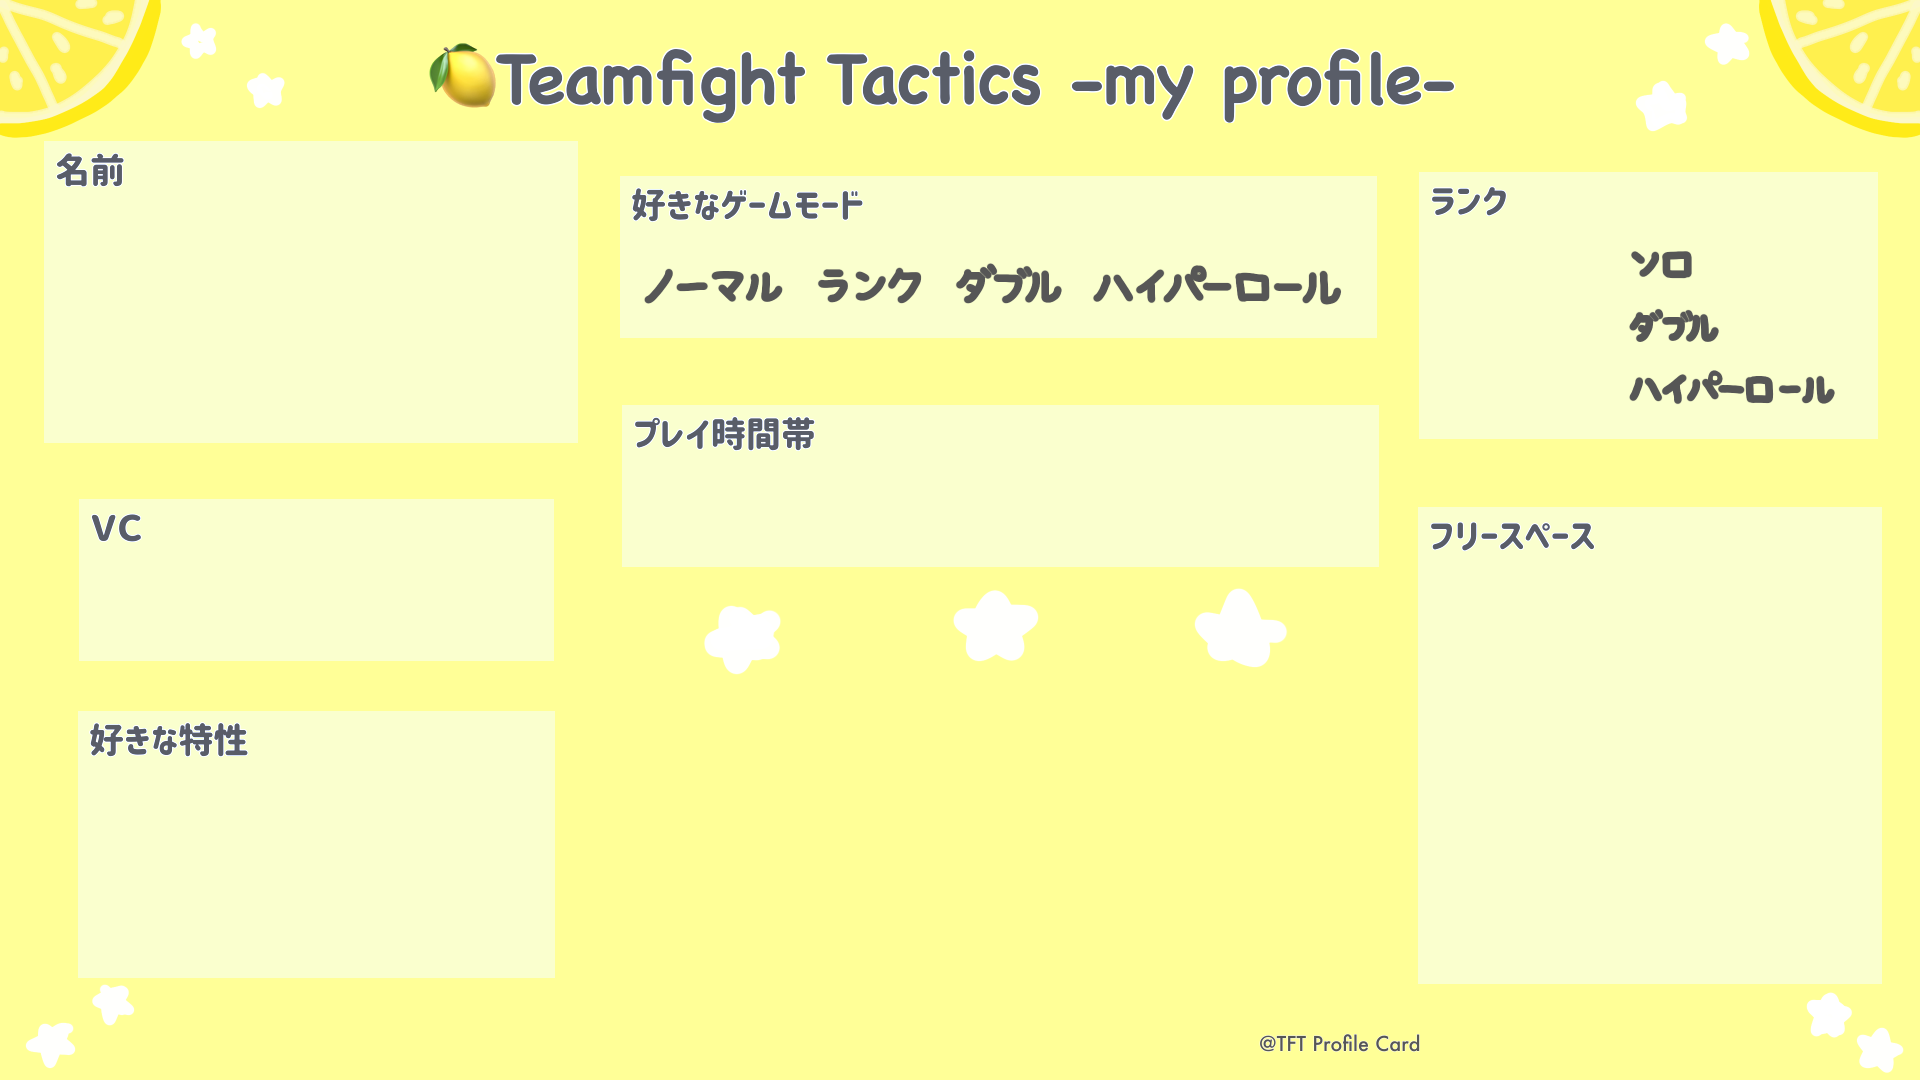 🍋Teamfight Tactics -my profile-
名前
好きなゲームモード
ノーマル ランク ダブル ハイパーロール
ランク
ソロ
ダブル
ハイパーロール
プレイ時間帯
VC
フリースペース
好きな特性
@TFT Profile Card